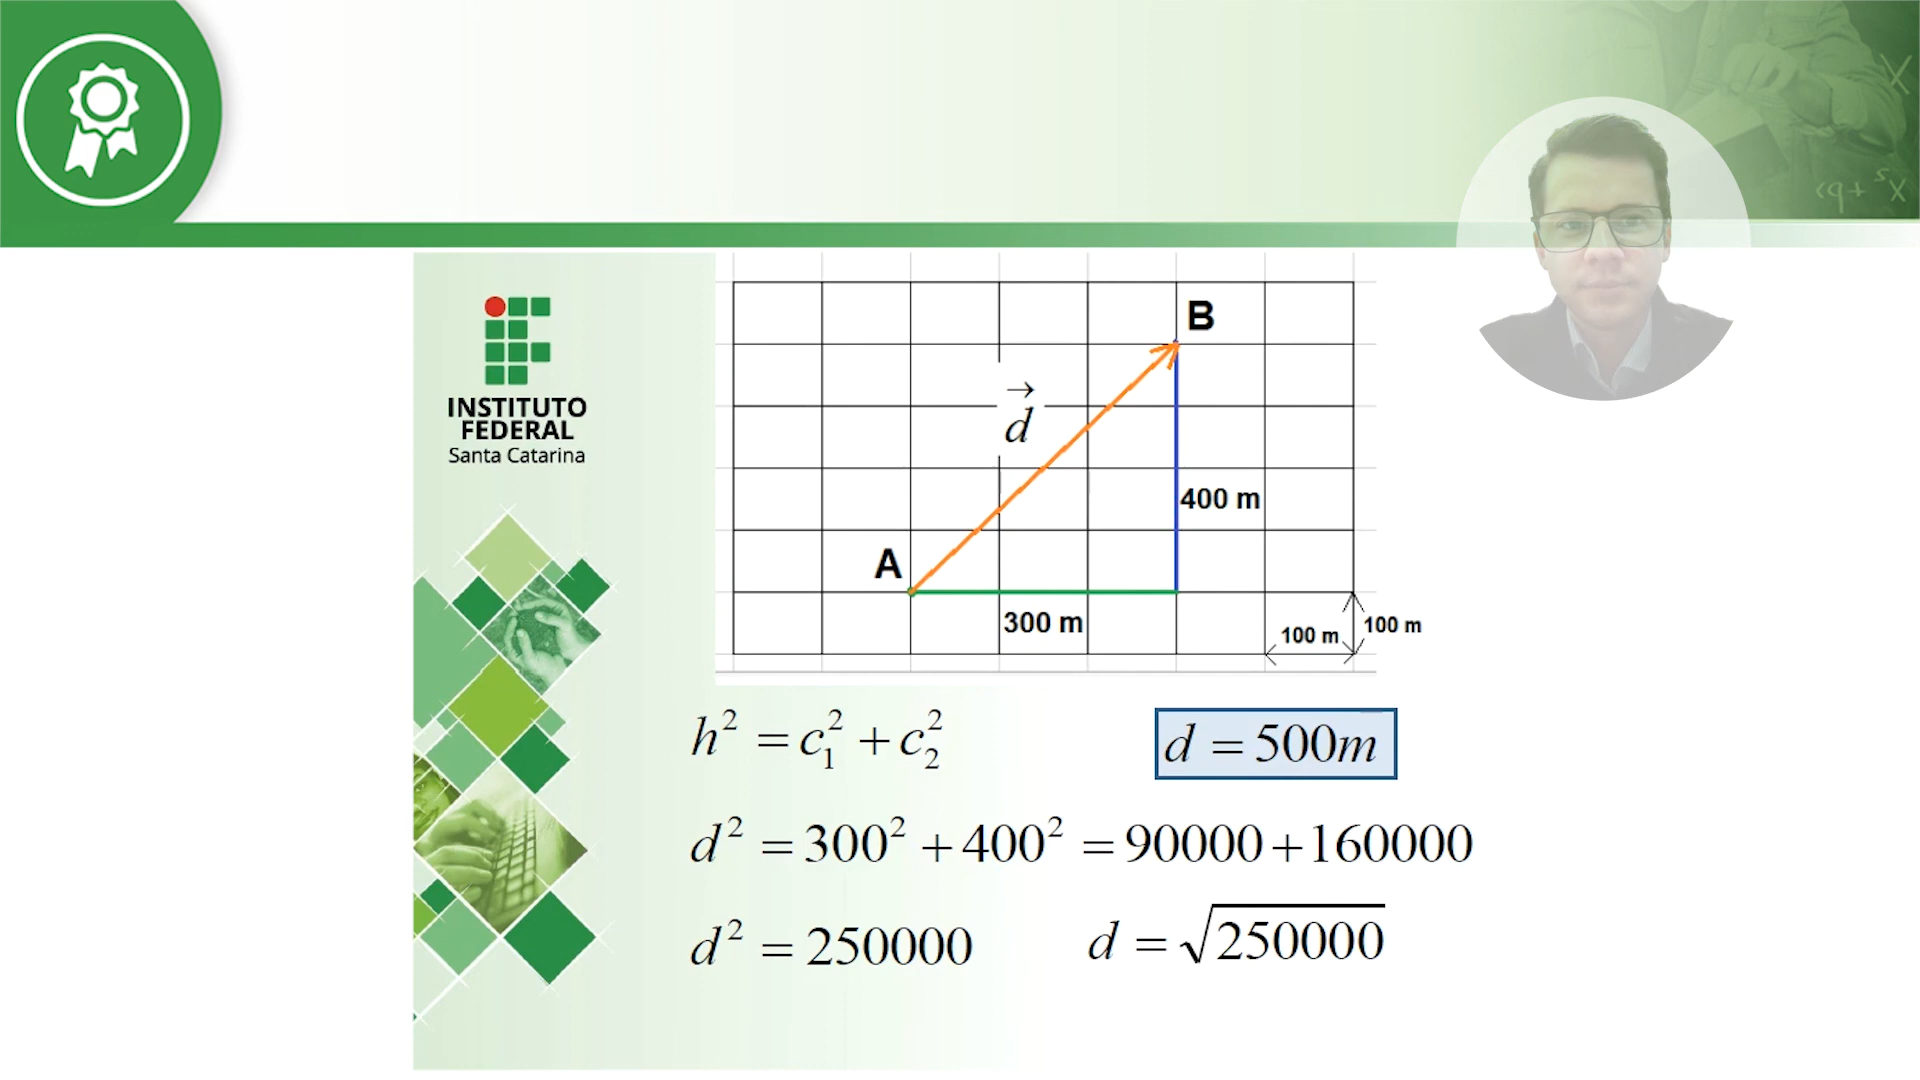 INSTITUTO
FEDERAL
Santa Catarina
B
d
400 m
A
300 m
100 m
100 m
h² = c₁² + c₂²
d = 500m
d² = 300² + 400² = 90000 + 160000
d² = 250000
d = √250000